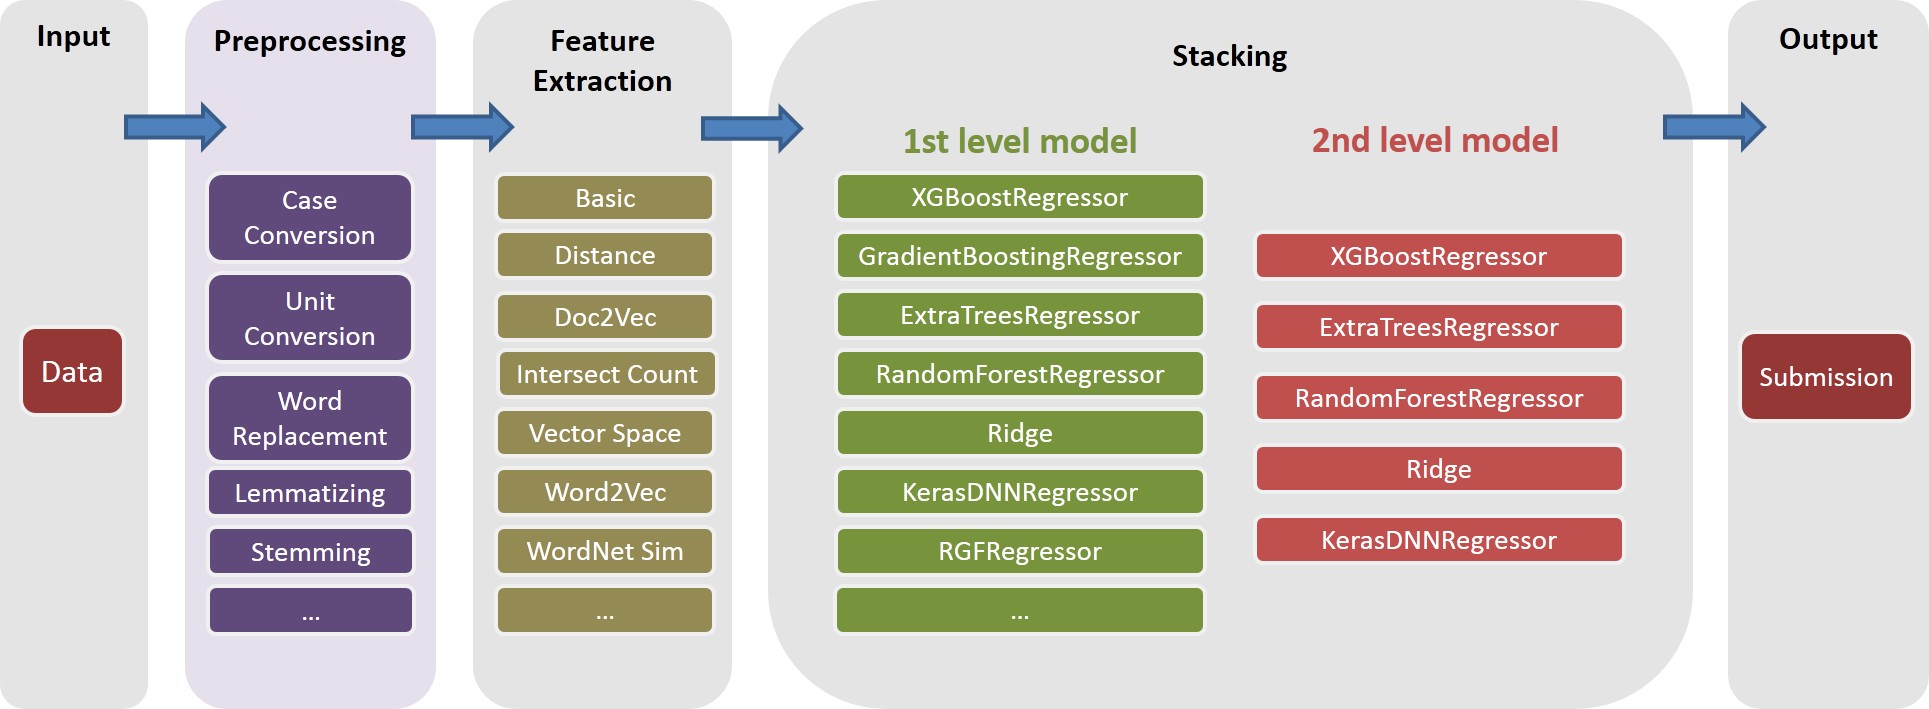 Input
Data
Preprocessing
Case
Conversion
Unit
Conversion
Word
Replacement
Lemmatizing
Stemming
...
Feature
Extraction
Basic
Distance
Doc2Vec
Intersect Count
Vector Space
Word2Vec
WordNet Sim
...
Stacking
1st level model
XGBoostRegressor
GradientBoostingRegressor
ExtraTreesRegressor
RandomForestRegressor
Ridge
KerasDNNRegressor
RGFRegressor
...
2nd level model
XGBoostRegressor
ExtraTreesRegressor
RandomForestRegressor
Ridge
KerasDNNRegressor
Output
Submission